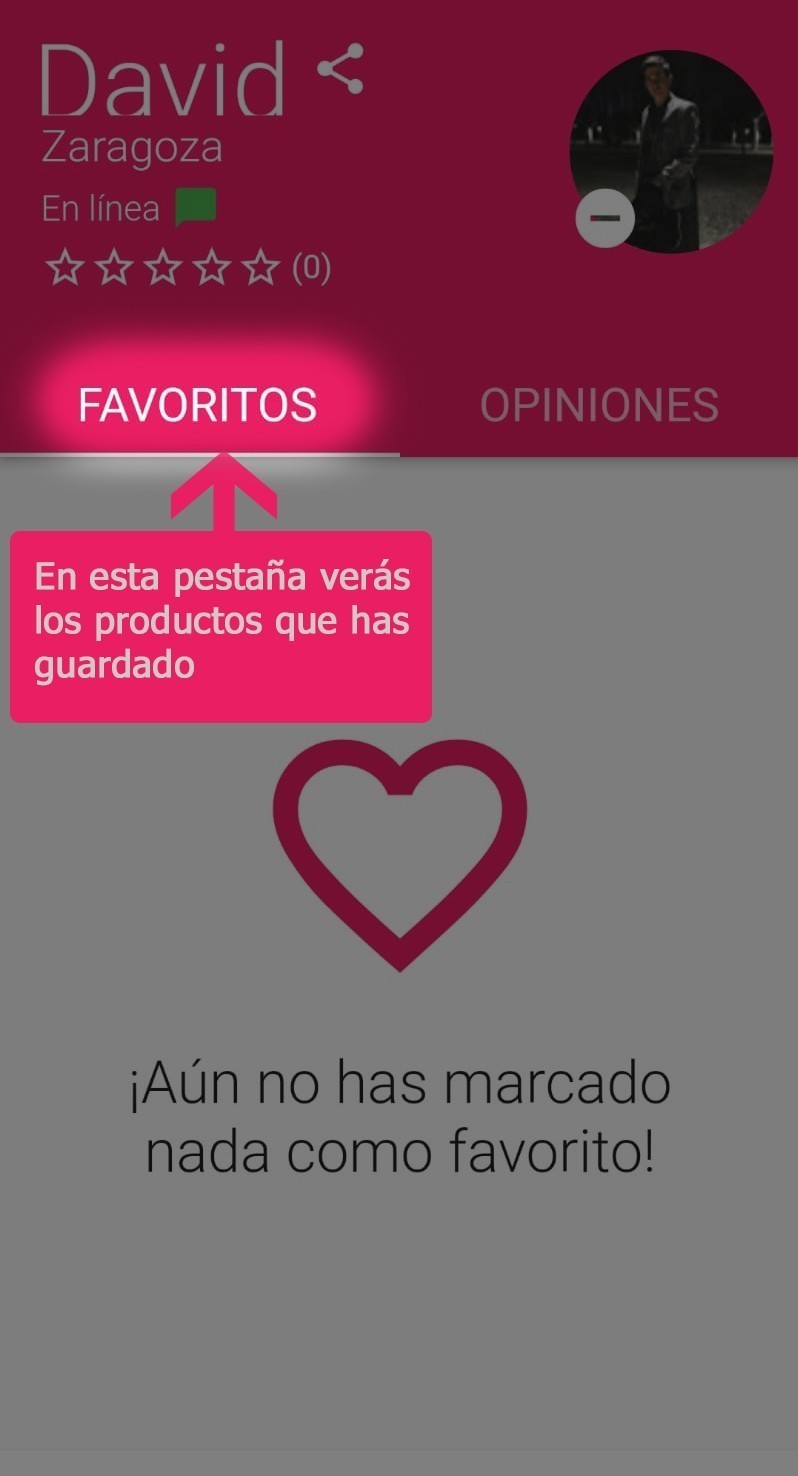 David
Zaragoza
En línea
(0)
FAVORITOS
OPINIONES
En esta pestaña verás
los productos que has
guardado
¡Aún no has marcado
nada como favorito!